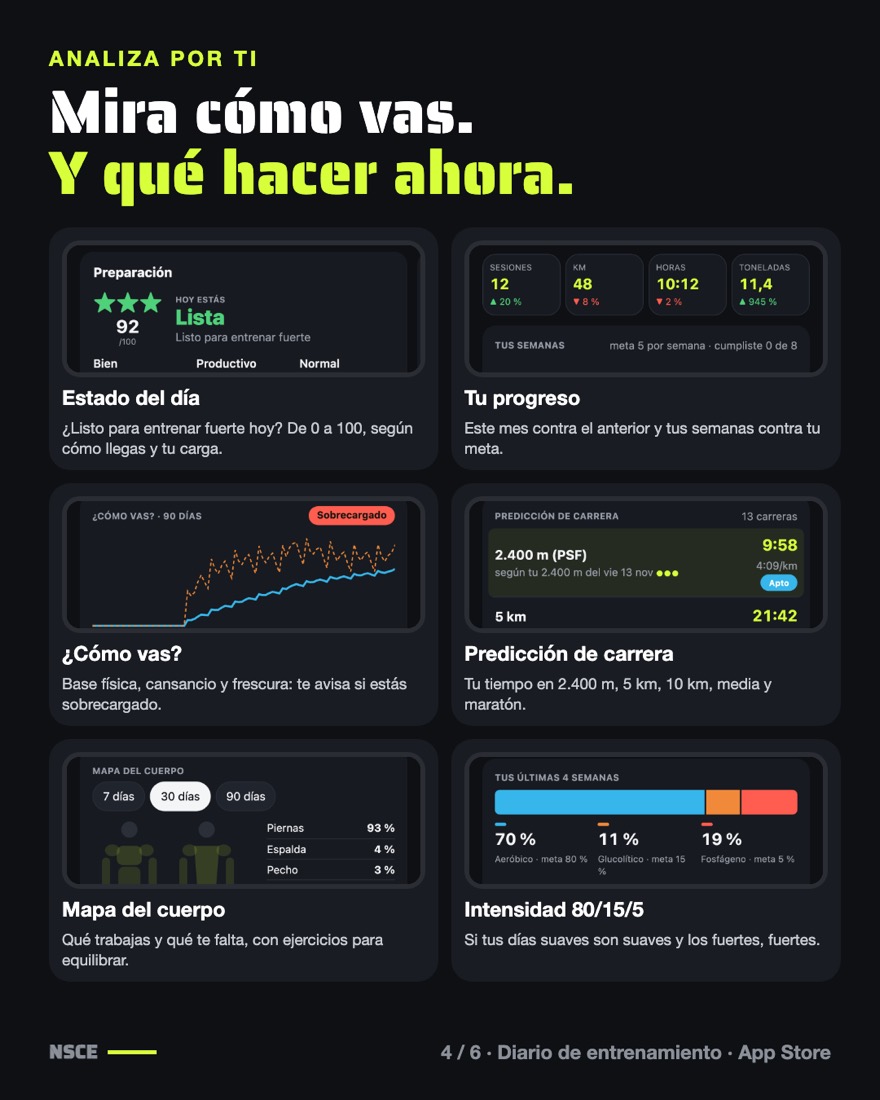 ANALIZA POR TI
Mira cómo vas.
Y qué hacer ahora.
Preparación
HOY ESTÁS
Lista
92
/100
Listo para entrenar fuerte
Bien Productivo Normal
Estado del día
¿Listo para entrenar fuerte hoy? De 0 a 100, según
cómo llegas y tu carga.
SESIONES KM HORAS TONELADAS
12 48 10:12 11,4
▲ 20 % ▼ 8 % ▼ 2 % ▲ 945 %
TUS SEMANAS meta 5 por semana · cumpliste 0 de 8
Tu progreso
Este mes contra el anterior y tus semanas contra tu
meta.
¿CÓMO VAS? · 90 DÍAS Sobrecargado
¿Cómo vas?
Base física, cansancio y frescura: te avisa si estás
sobrecargado.
PREDICCIÓN DE CARRERA 13 carreras
2.400 m (PSF) 9:58
según tu 2.400 m del vie 13 nov 4:09/km
Apto
5 km 21:42
Predicción de carrera
Tu tiempo en 2.400 m, 5 km, 10 km, media y
maratón.
MAPA DEL CUERPO
7 días 30 días 90 días
Piernas 93 %
Espalda 4 %
Pecho 3 %
Mapa del cuerpo
Qué trabajas y qué te falta, con ejercicios para
equilibrar.
TUS ÚLTIMAS 4 SEMANAS
70 % 11 % 19 %
Aeróbico · meta 80 % Glucolítico · meta 15 % Fosfágeno · meta 5 %
Intensidad 80/15/5
Si tus días suaves son suaves y los fuertes, fuertes.
NSCE
4 / 6 · Diario de entrenamiento · App Store